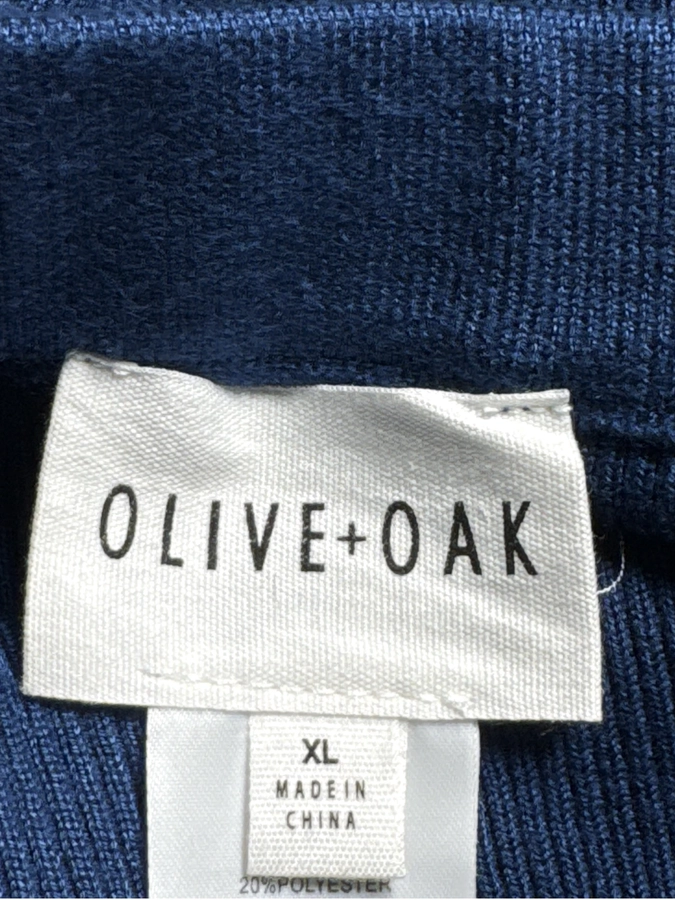 OLIVE+OAK
XL
MADE IN
CHINA
20%POLYESTER